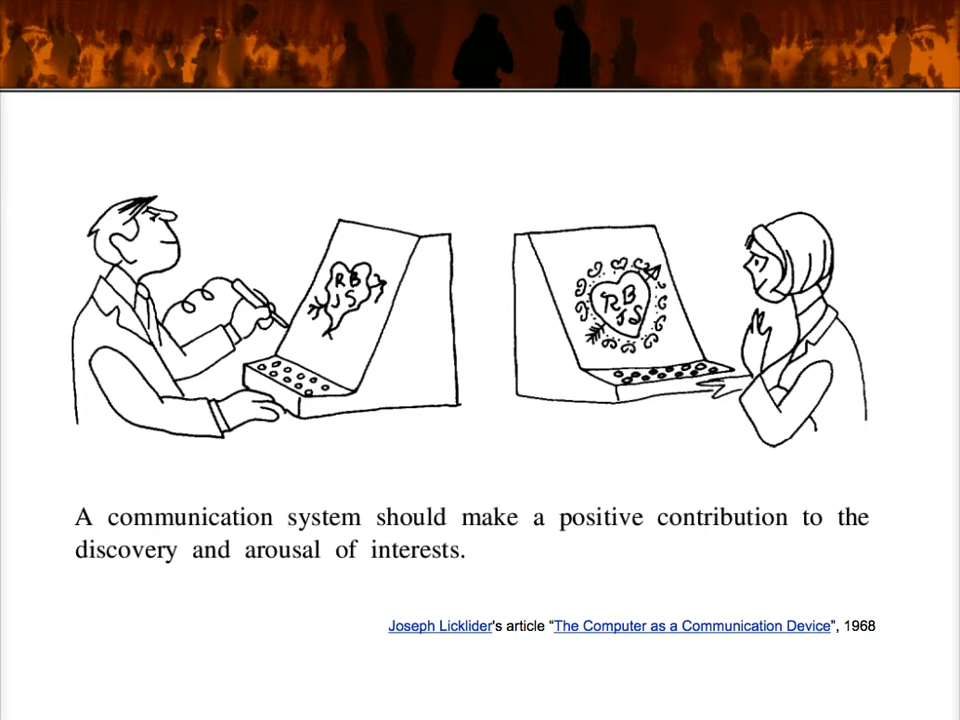 RB
JS
RB
JS
A communication system should make a positive contribution to the
discovery and arousal of interests.
Joseph Licklider's article “The Computer as a Communication Device”, 1968